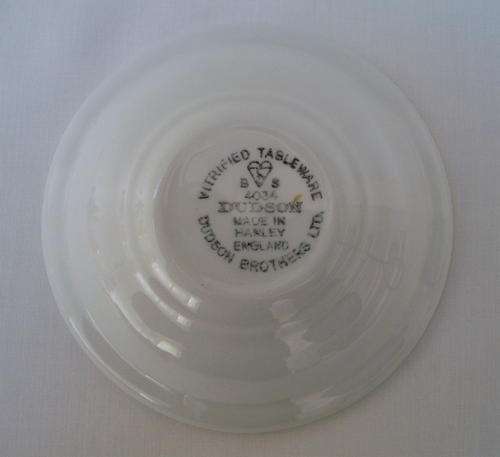 VITRIFIED TABLEWARE
B S
4034
DUDSON
MADE IN
HANLEY
ENGLAND
DUDSON BROTHERS LTD.